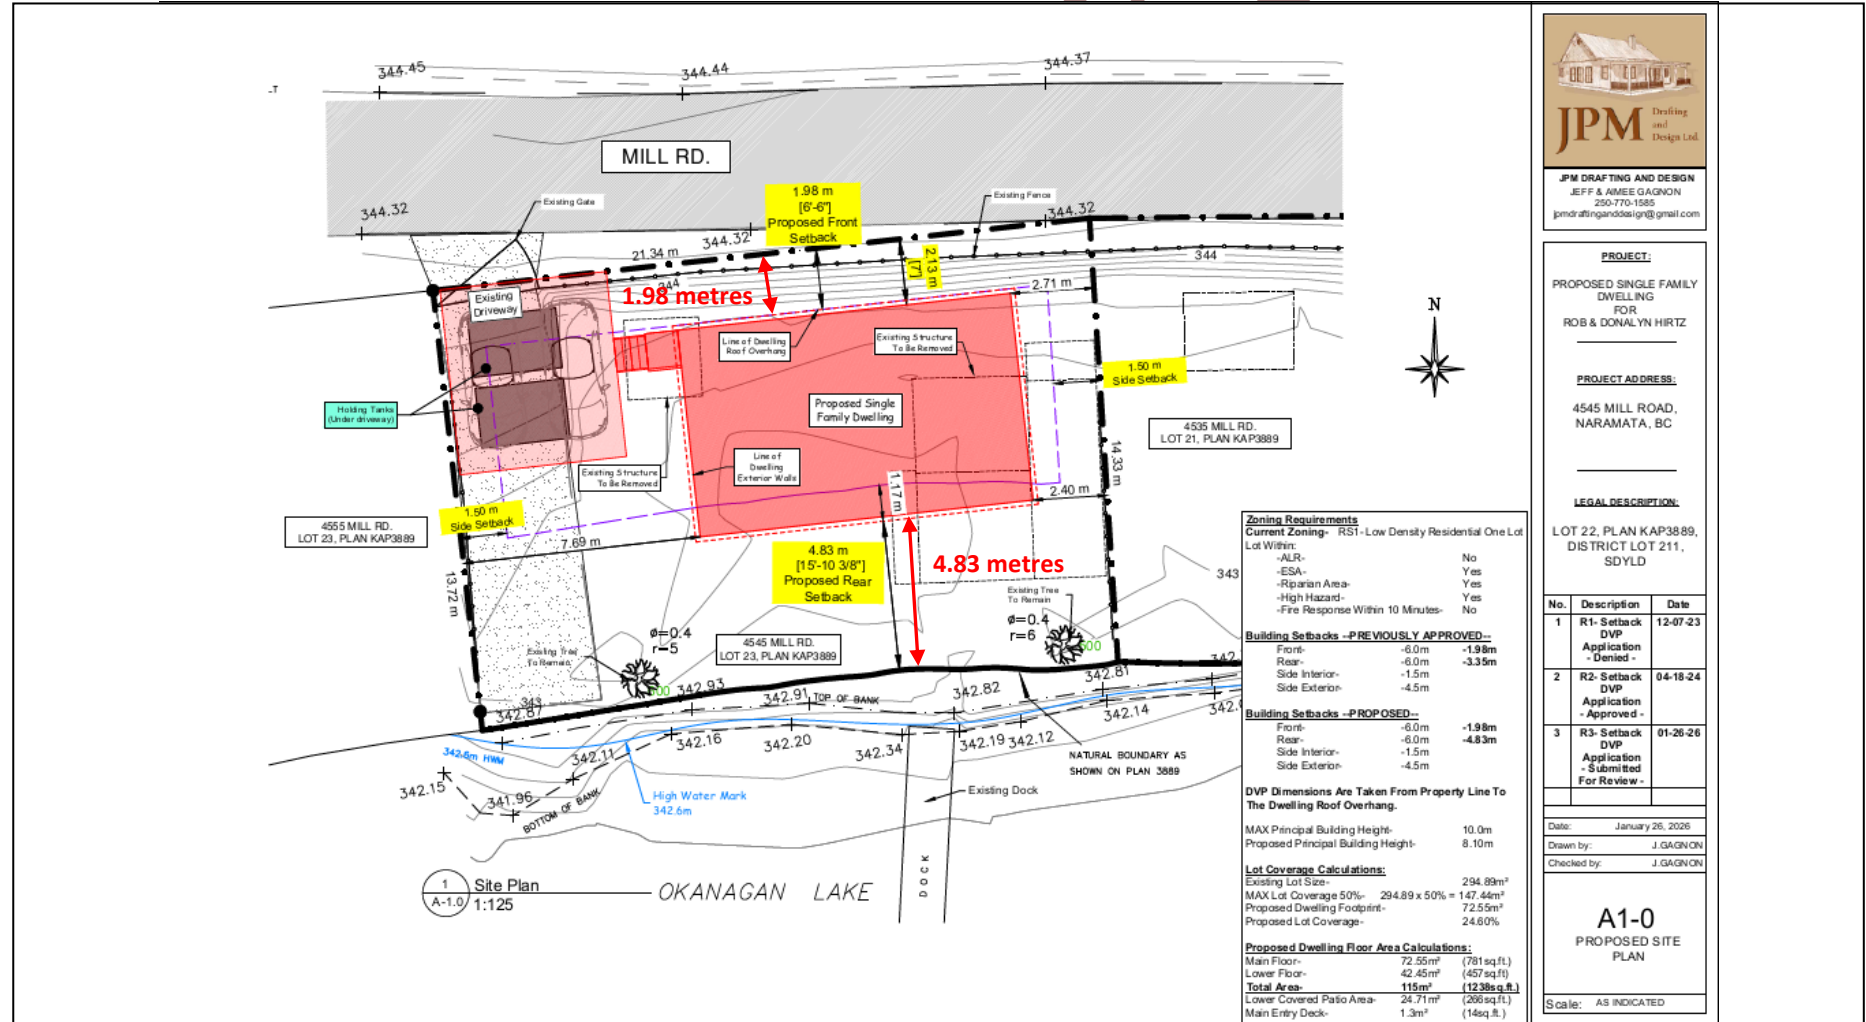 344.45
344.44
344.37
MILL RD.
344.32
Existing Gate
1.98 m
[6'-6"]
Proposed Front
Setback
Existing Fence
344.32
344.32
21.34 m
2.13 m
[7']
344
344
2.71 m
1.98 metres
Existing
Driveway
Line of Dwelling
Roof Overhang
Existing Structure
To Be Removed
1.50 m
Side Setback
N
Holding Tanks
(Under driveway)
Proposed Single
Family Dwelling
4535 MILL RD.
LOT 21, PLAN KAP3889
Existing Structure
To Be Removed
Line of
Dwelling
Exterior Walls
14.33 m
1.17 m
2.40 m
1.50 m
Side Setback
4555 MILL RD.
LOT 23, PLAN KAP3889
7.69 m
13.72 m
4.83 m
[15'-10 3/8"]
Proposed Rear
Setback
4.83 metres
343
Existing Tree
To Remain
ø=0.4
r=6
ø=0.4
r=5
4545 MILL RD.
LOT 23, PLAN KAP3889
Existing Tree
To Remain
343
342.87
342.93
342.91
TOP OF BANK
342.82
342.81
342.14
342.6m HWM
342.11
342.16
342.20
342.34
342.19
342.12
NATURAL BOUNDARY AS
SHOWN ON PLAN 3889
342.15
341.96
BOTTOM OF BANK
High Water Mark
342.6m
Existing Dock
DOCK
1
A-1.0
Site Plan
1:125
OKANAGAN LAKE
Zoning Requirements
Current Zoning- RS1- Low Density Residential One Lot
Lot Within:
-ALR- No
-ESA- Yes
-Riparian Area- Yes
-High Hazard- Yes
-Fire Response Within 10 Minutes- No
Building Setbacks --PREVIOUSLY APPROVED--
Front- -6.0m -1.98m
Rear- -6.0m -3.35m
Side Interior- -1.5m
Side Exterior- -4.5m
Building Setbacks --PROPOSED--
Front- -6.0m -1.98m
Rear- -6.0m -4.83m
Side Interior- -1.5m
Side Exterior- -4.5m
DVP Dimensions Are Taken From Property Line To
The Dwelling Roof Overhang.
MAX Principal Building Height- 10.0m
Proposed Principal Building Height- 8.10m
Lot Coverage Calculations:
Existing Lot Size- 294.89m²
MAX Lot Coverage 50%- 294.89 x 50% = 147.44m²
Proposed Dwelling Footprint- 72.55m²
Proposed Lot Coverage- 24.60%
Proposed Dwelling Floor Area Calculations:
Main Floor- 72.55m² (781sq.ft.)
Lower Floor- 42.45m² (457sq.ft)
Total Area- 115m² (1238sq.ft.)
Lower Covered Patio Area- 24.71m² (266sq.ft.)
Main Entry Deck- 1.3m² (14sq.ft.)
JPM Drafting
and
Design Ltd.
JPM DRAFTING AND DESIGN
JEFF & AIMEE GAGNON
250-770-1585
jpmdraftinganddesign@gmail.com
PROJECT:
PROPOSED SINGLE FAMILY
DWELLING
FOR
ROB & DONALYN HIRTZ
PROJECT ADDRESS:
4545 MILL ROAD,
NARAMATA, BC
LEGAL DESCRIPTION:
LOT 22, PLAN KAP3889,
DISTRICT LOT 211,
SDYLD
No. Description Date
1 R1- Setback 12-07-23
DVP
Application
- Denied -
2 R2- Setback 04-18-24
DVP
Application
- Approved -
3 R3- Setback 01-26-26
DVP
Application
- Submitted
For Review -
Date: January 26, 2026
Drawn by: J.GAGNON
Checked by: J.GAGNON
A1-0
PROPOSED SITE
PLAN
Scale: AS INDICATED